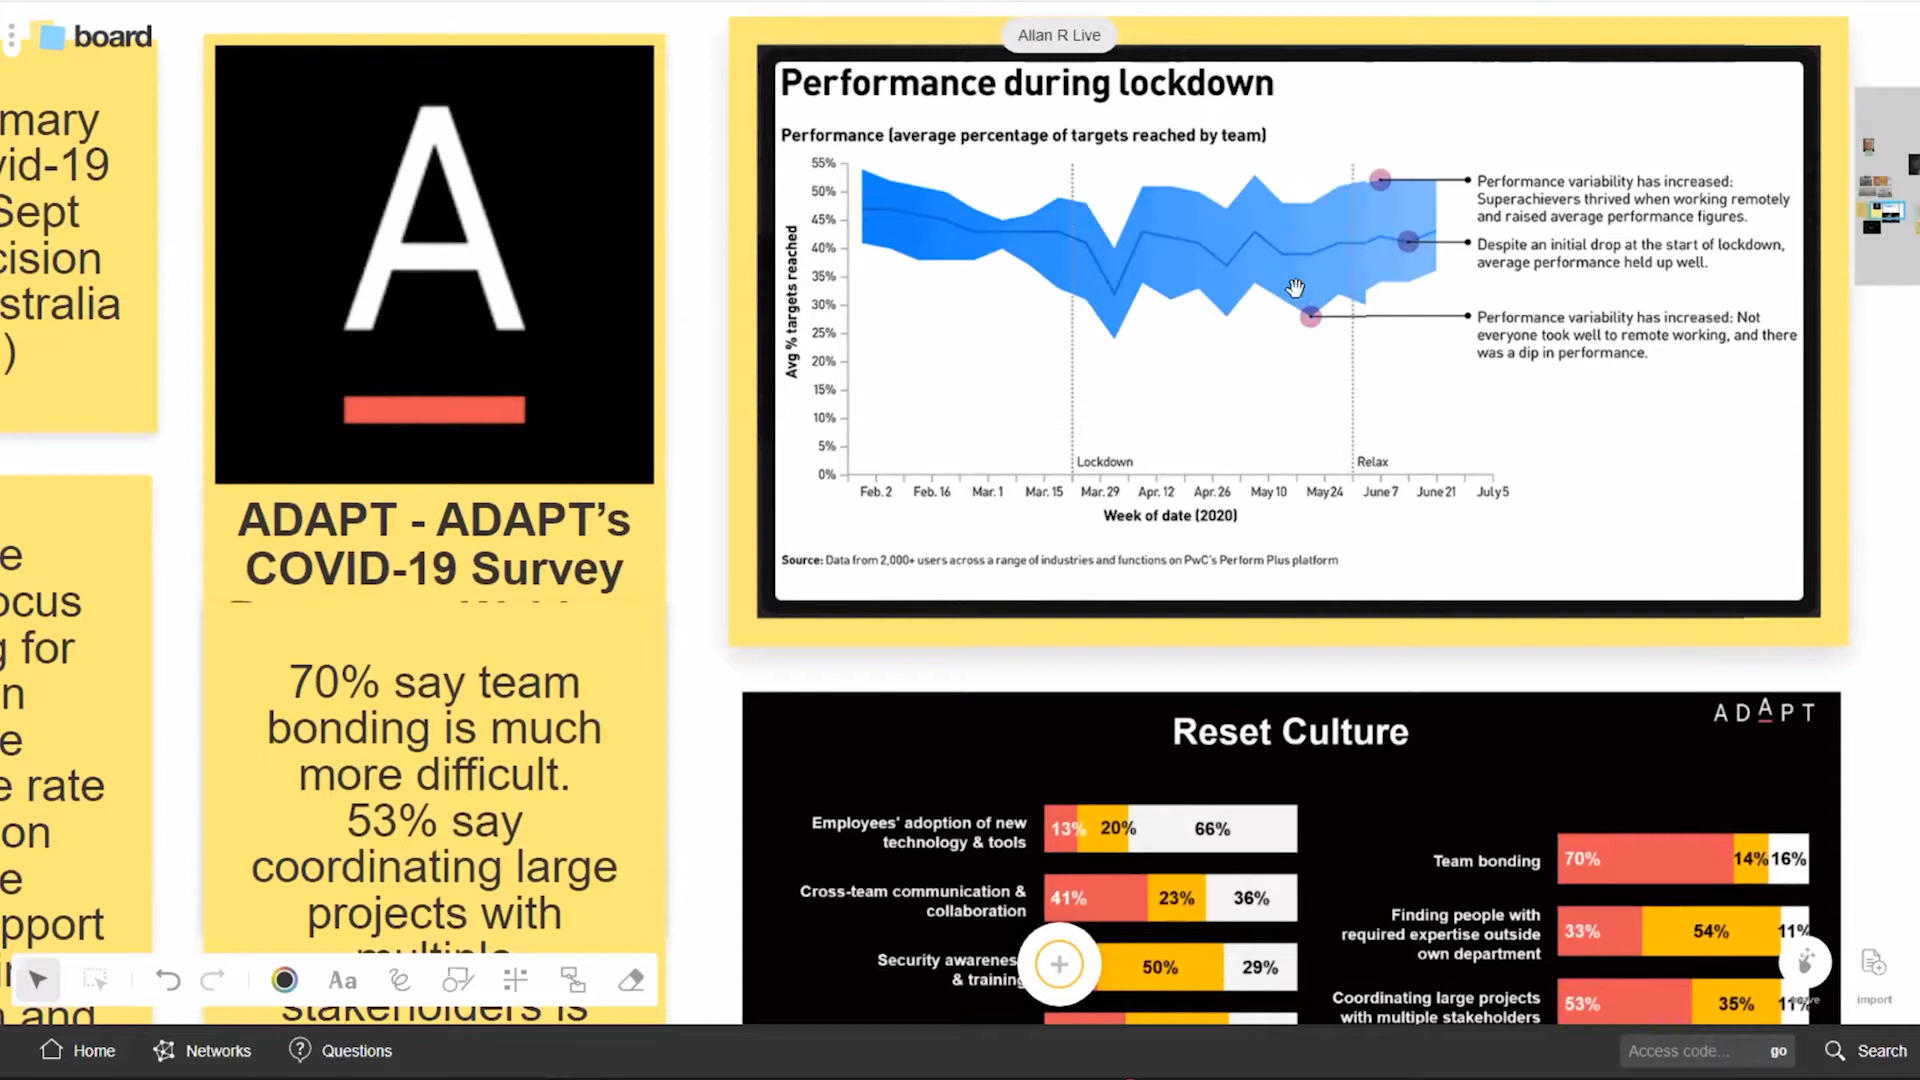 board
Allan R Live
mary
vid-19
Sept
cision
stralia
)
e
ocus
g for
n
e
e rate
on
e
pport
and
A
ADAPT - ADAPT's
COVID-19 Survey
70% say team
bonding is much
more difficult.
53% say
coordinating large
projects with
multiple
stakeholders is
Performance during lockdown
Performance (average percentage of targets reached by team)
Avg % targets reached
55%
50%
45%
40%
35%
30%
25%
20%
15%
10%
5%
0%
Lockdown
Relax
Feb. 2 Feb. 16 Mar. 1 Mar. 15 Mar. 29 Apr. 12 Apr. 26 May 10 May 24 June 7 June 21 July 5
Week of date (2020)
Performance variability has increased:
Superachievers thrived when working remotely
and raised average performance figures.
Despite an initial drop at the start of lockdown,
average performance held up well.
Performance variability has increased: Not
everyone took well to remote working, and there
was a dip in performance.
Source: Data from 2,000+ users across a range of industries and functions on PwC's Perform Plus platform
ADAPT
Reset Culture
Employees' adoption of new
technology & tools
13% 20% 66%
Cross-team communication &
collaboration
41% 23% 36%
Security awareness
& training
50% 29%
Team bonding
70% 14% 16%
Finding people with
required expertise outside
own department
33% 54% 11%
Coordinating large projects
with multiple stakeholders
53% 35% 11%
Aa
import
Home
Networks
Questions
Access code...
go
Search